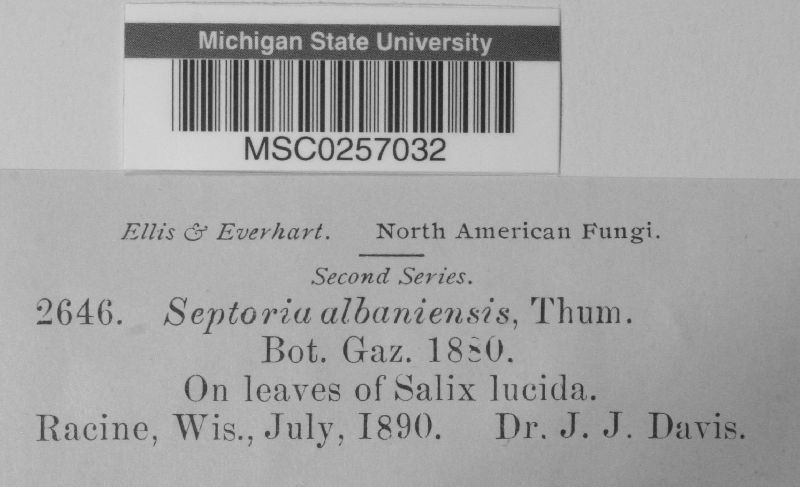 Michigan State University
MSC0257032
Ellis & Everhart. North American Fungi.
Second Series.
2646. Septoria albaniensis, Thum.
Bot. Gaz. 1880.
On leaves of Salix lucida.
Racine, Wis., July, 1890. Dr. J. J. Davis.